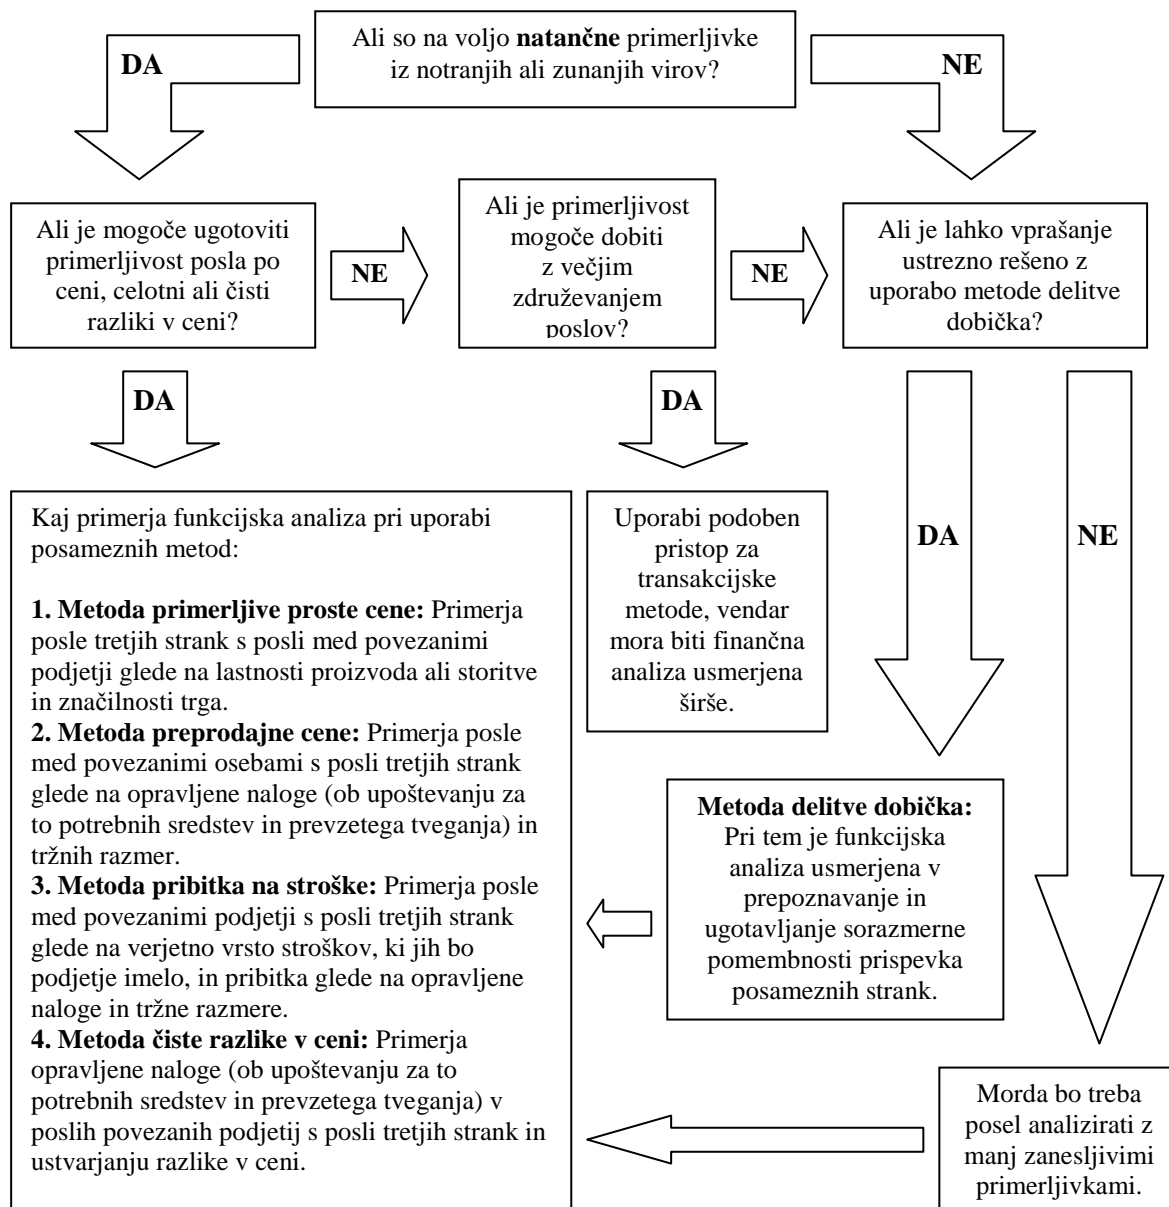 Ali so na voljo natančne primerljivke
iz notranjih ali zunanjih virov?
DA
NE
Ali je mogoče ugotoviti
primerljivost posla po
ceni, celotni ali čisti
razliki v ceni?
NE
Ali je primerljivost
mogoče dobiti
z večjim
združevanjem
poslov?
NE
Ali je lahko vprašanje
ustrezno rešeno z
uporabo metode delitve
dobička?
DA
DA
DA
NE
Kaj primerja funkcijska analiza pri uporabi
posameznih metod:
1. Metoda primerljive proste cene: Primerja
posle tretjih strank s posli med povezanimi
podjetji glede na lastnosti proizvoda ali storitve
in značilnosti trga.
2. Metoda preprodajne cene: Primerja posle
med povezanimi osebami s posli tretjih strank
glede na opravljene naloge (ob upoštevanju za
to potrebnih sredstev in prevzetega tveganja) in
tržnih razmer.
3. Metoda pribitka na stroške: Primerja posle
med povezanimi podjetji s posli tretjih strank
glede na verjetno vrsto stroškov, ki jih bo
podjetje imelo, in pribitka glede na opravljene
naloge in tržne razmere.
4. Metoda čiste razlike v ceni: Primerja
opravljene naloge (ob upoštevanju za to
potrebnih sredstev in prevzetega tveganja) v
poslih povezanih podjetij s posli tretjih strank in
ustvarjanju razlike v ceni.
Uporabi podoben
pristop za
transakcijske
metode, vendar
mora biti finančna
analiza usmerjena
širše.
Metoda delitve dobička:
Pri tem je funkcijska
analiza usmerjena v
prepoznavanje in
ugotavljanje sorazmerne
pomembnosti prispevka
posameznih strank.
Morda bo treba
posel analizirati z
manj zanesljivimi
primerljivkami.